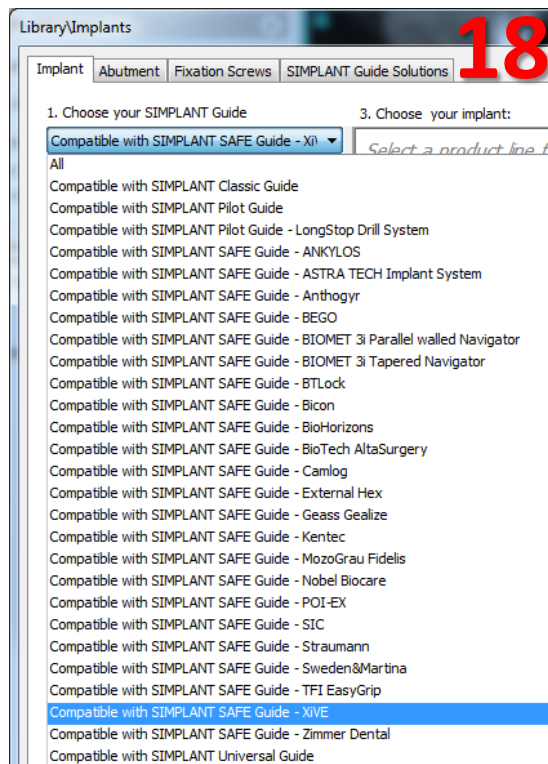 Library\Implants
18
Implant Abutment Fixation Screws SIMPLANT Guide Solutions
1. Choose your SIMPLANT Guide 3. Choose your implant:
Compatible with SIMPLANT SAFE Guide - XiV Select a product line f
All
Compatible with SIMPLANT Classic Guide
Compatible with SIMPLANT Pilot Guide
Compatible with SIMPLANT Pilot Guide - LongStop Drill System
Compatible with SIMPLANT SAFE Guide - ANKYLOS
Compatible with SIMPLANT SAFE Guide - ASTRA TECH Implant System
Compatible with SIMPLANT SAFE Guide - Anthogyr
Compatible with SIMPLANT SAFE Guide - BEGO
Compatible with SIMPLANT SAFE Guide - BIOMET 3i Parallel walled Navigator
Compatible with SIMPLANT SAFE Guide - BIOMET 3i Tapered Navigator
Compatible with SIMPLANT SAFE Guide - BTLock
Compatible with SIMPLANT SAFE Guide - Bicon
Compatible with SIMPLANT SAFE Guide - BioHorizons
Compatible with SIMPLANT SAFE Guide - BioTech AltaSurgery
Compatible with SIMPLANT SAFE Guide - Camlog
Compatible with SIMPLANT SAFE Guide - External Hex
Compatible with SIMPLANT SAFE Guide - Geass Gealize
Compatible with SIMPLANT SAFE Guide - Kentec
Compatible with SIMPLANT SAFE Guide - MozoGrau Fidelis
Compatible with SIMPLANT SAFE Guide - Nobel Biocare
Compatible with SIMPLANT SAFE Guide - POI-EX
Compatible with SIMPLANT SAFE Guide - SIC
Compatible with SIMPLANT SAFE Guide - Straumann
Compatible with SIMPLANT SAFE Guide - Sweden&Martina
Compatible with SIMPLANT SAFE Guide - TFI EasyGrip
Compatible with SIMPLANT SAFE Guide - XiVE
Compatible with SIMPLANT SAFE Guide - Zimmer Dental
Compatible with SIMPLANT Universal Guide